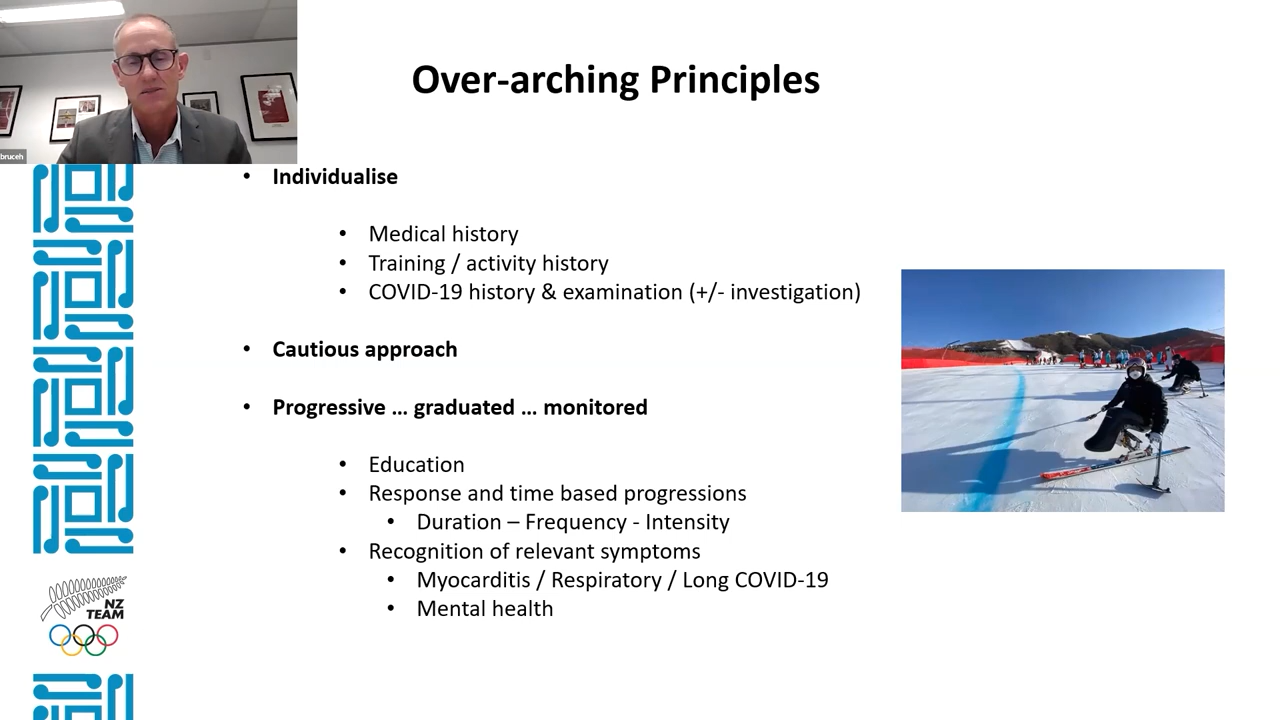 Over-arching Principles
bruceh
• Individualise
• Medical history
• Training / activity history
• COVID-19 history & examination (+/- investigation)
• Cautious approach
• Progressive ... graduated ... monitored
• Education
• Response and time based progressions
• Duration – Frequency - Intensity
• Recognition of relevant symptoms
• Myocarditis / Respiratory / Long COVID-19
• Mental health
NZ
TEAM